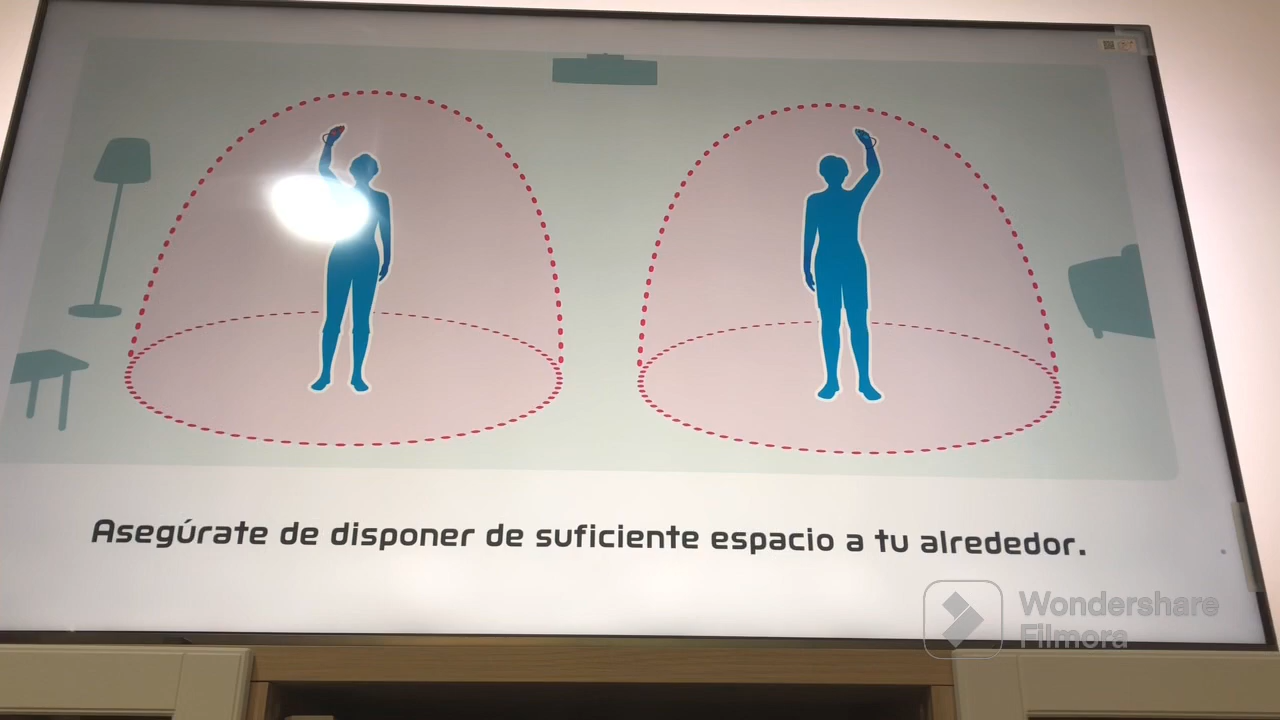 Asegúrate de disponer de suficiente espacio a tu alrededor.
Wondershare
Filmora